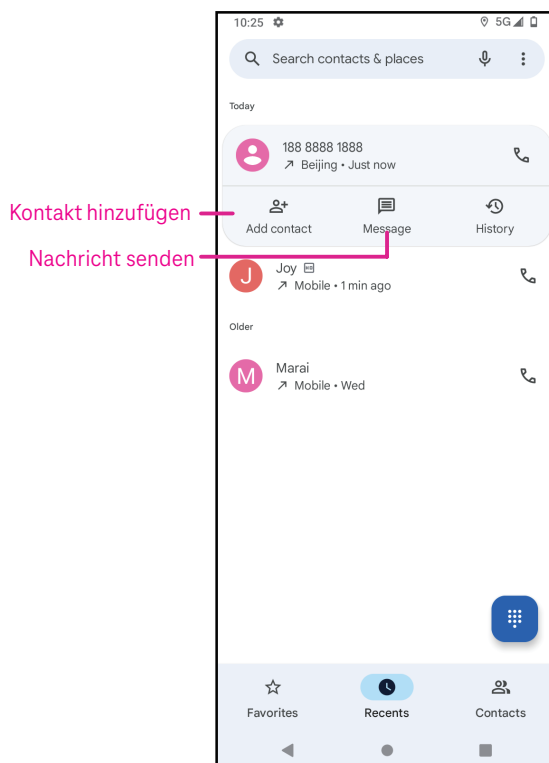 10:25 5G
Search contacts & places
Today
188 8888 1888
Beijing • Just now
Kontakt hinzufügen
Add contact Message History
Nachricht senden
J Joy HD
Mobile • 1 min ago
Older
M Marai
Mobile • Wed
Favorites Recents Contacts